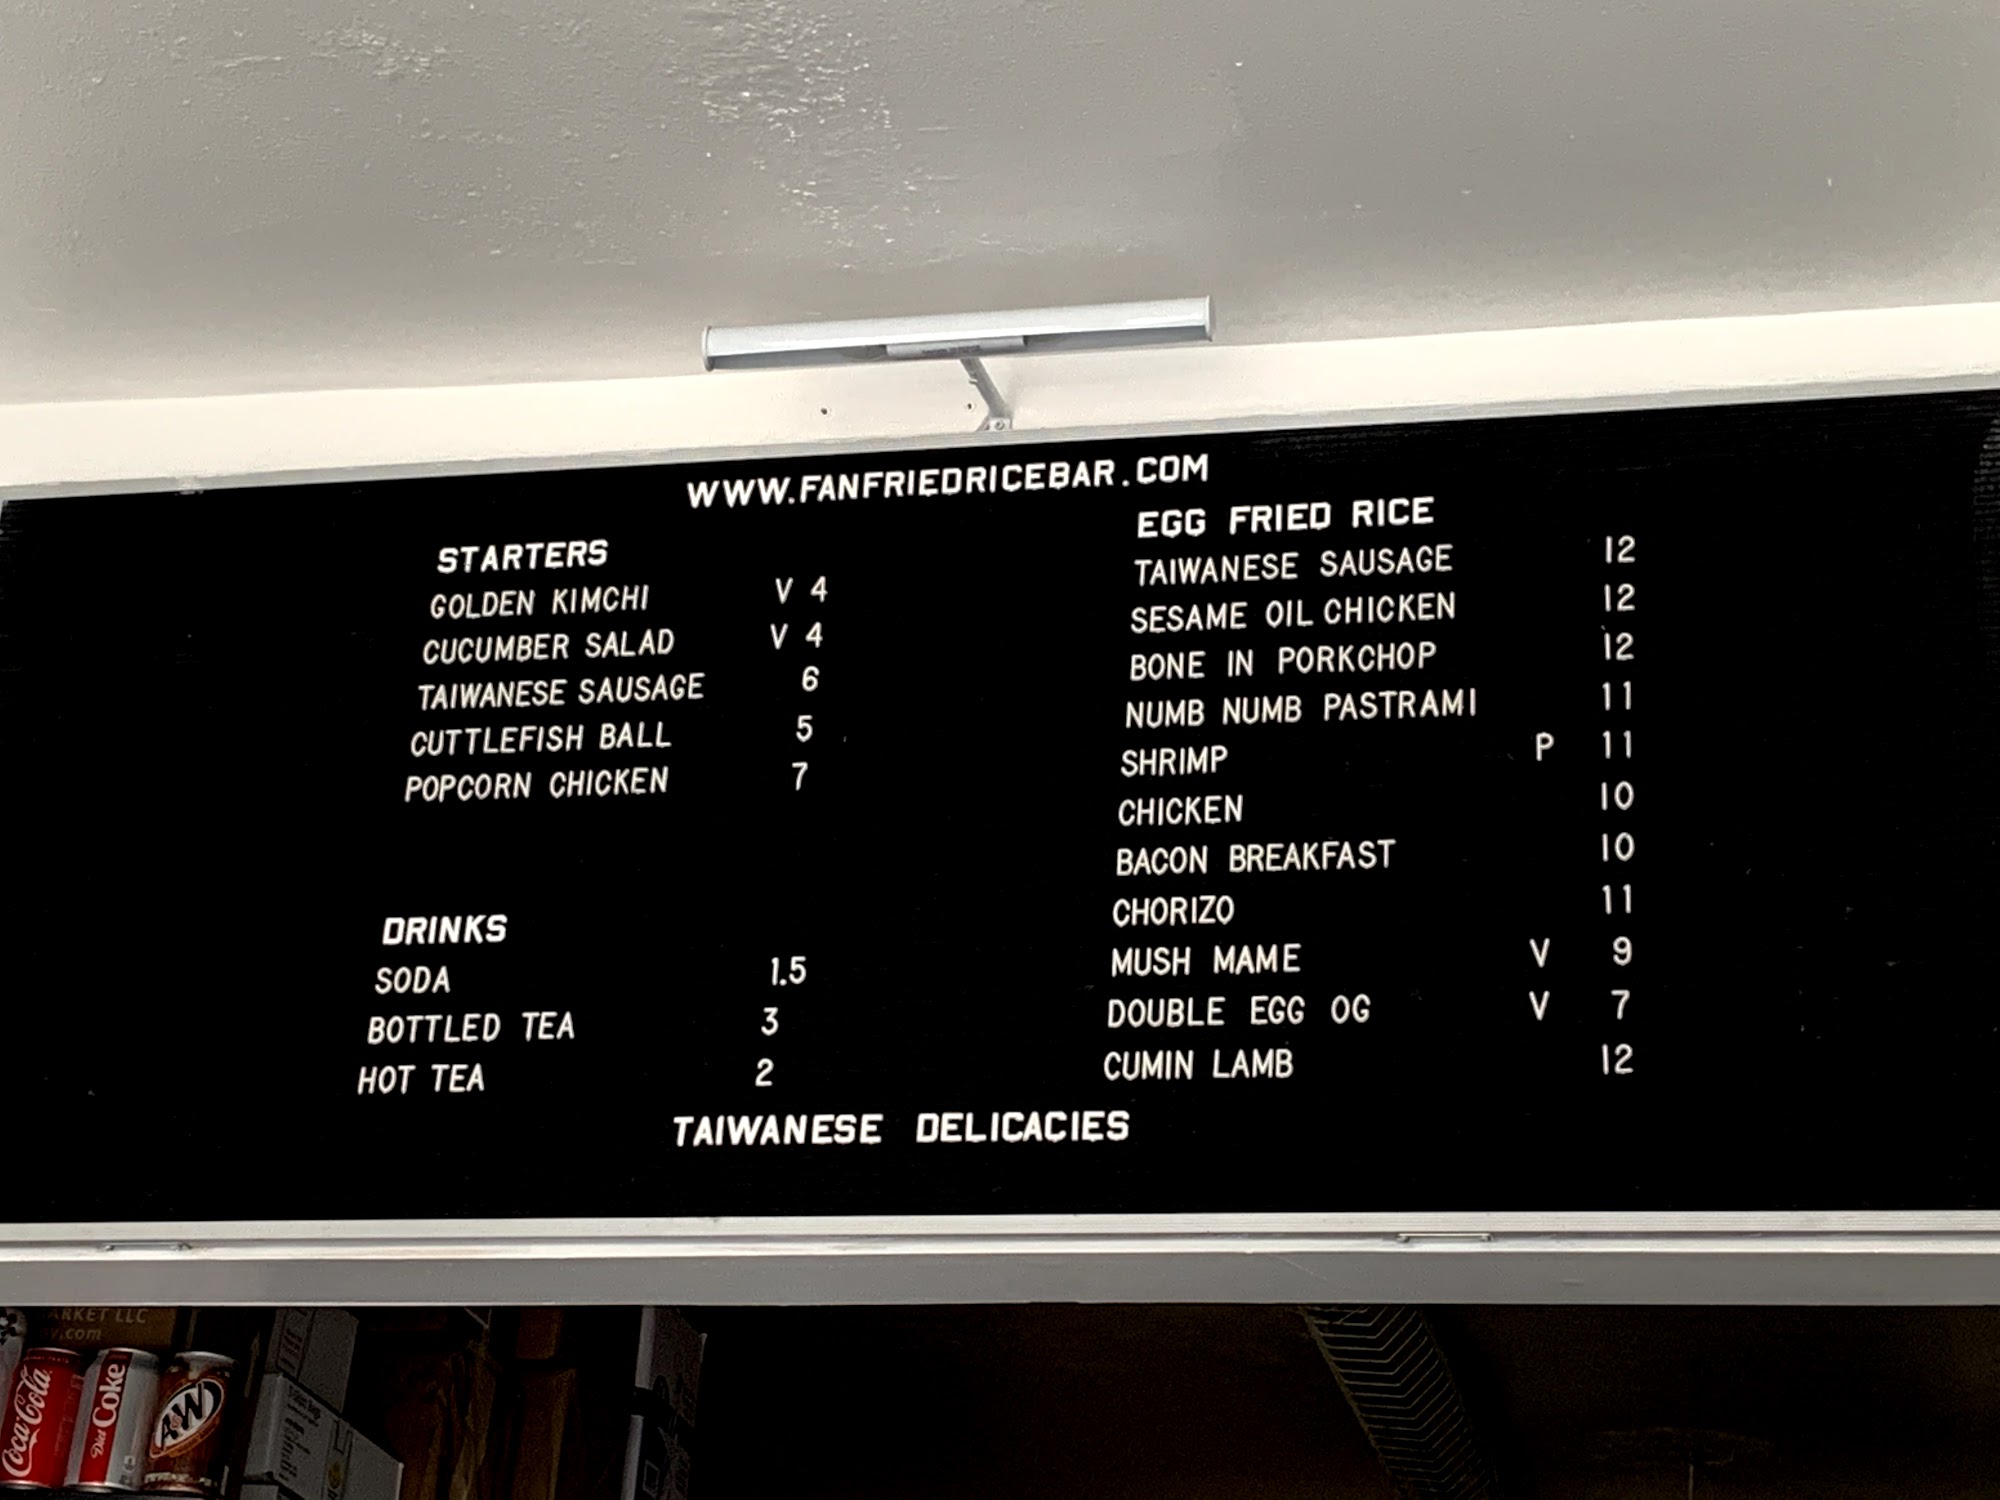 WWW.FANFRIEDRICEBAR.COM
STARTERS
GOLDEN KIMCHI V 4
CUCUMBER SALAD V 4
TAIWANESE SAUSAGE 6
CUTTLEFISH BALL 5
POPCORN CHICKEN 7
DRINKS
SODA 1.5
BOTTLED TEA 3
HOT TEA 2
EGG FRIED RICE
TAIWANESE SAUSAGE 12
SESAME OIL CHICKEN 12
BONE IN PORKCHOP 12
NUMB NUMB PASTRAMI 11
SHRIMP P 11
CHICKEN 10
BACON BREAKFAST 10
CHORIZO 11
MUSH MAME V 9
DOUBLE EGG OG V 7
CUMIN LAMB 12
TAIWANESE DELICACIES
LLC
.com
Coca-Cola
Diet Coke
A&W